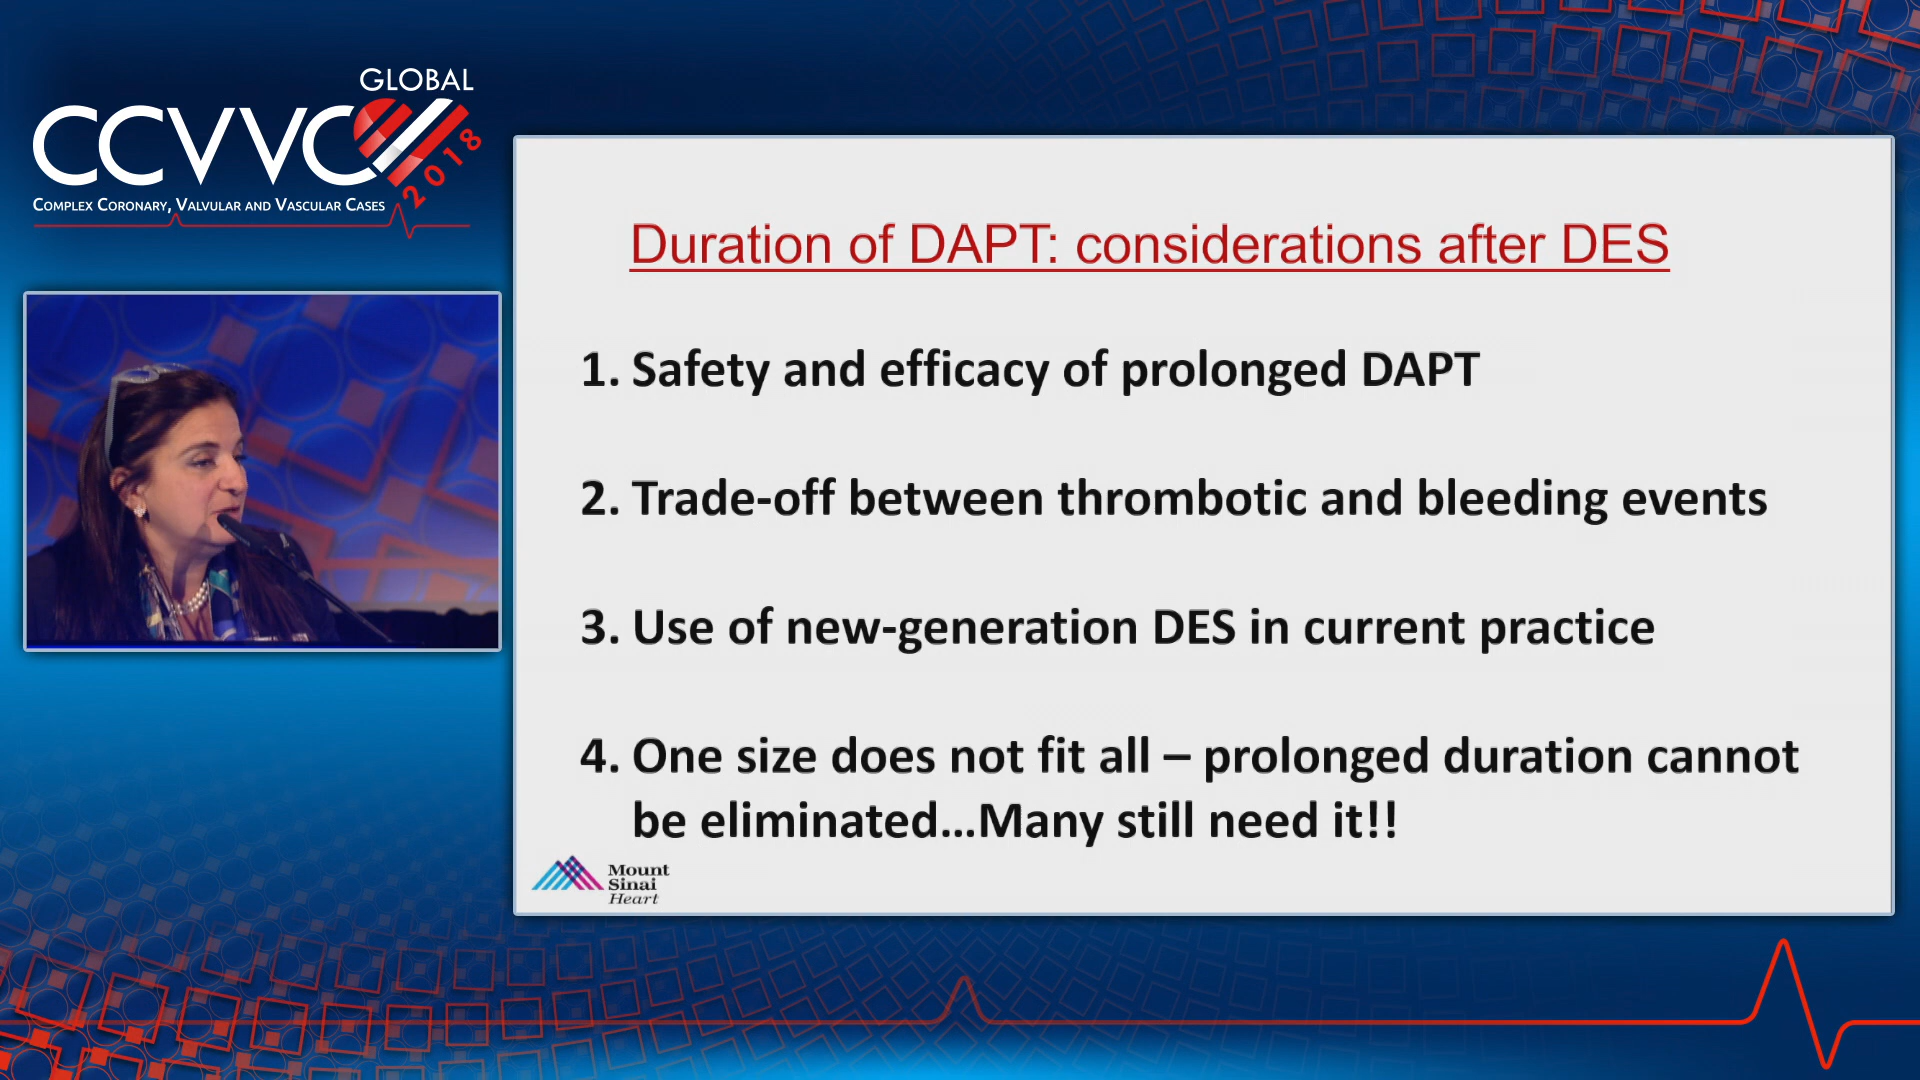 GLOBAL
CCVVC
2018
COMPLEX CORONARY, VALVULAR AND VASCULAR CASES
Duration of DAPT: considerations after DES
1. Safety and efficacy of prolonged DAPT
2. Trade-off between thrombotic and bleeding events
3. Use of new-generation DES in current practice
4. One size does not fit all – prolonged duration cannot
be eliminated...Many still need it!!
Mount
Sinai
Heart